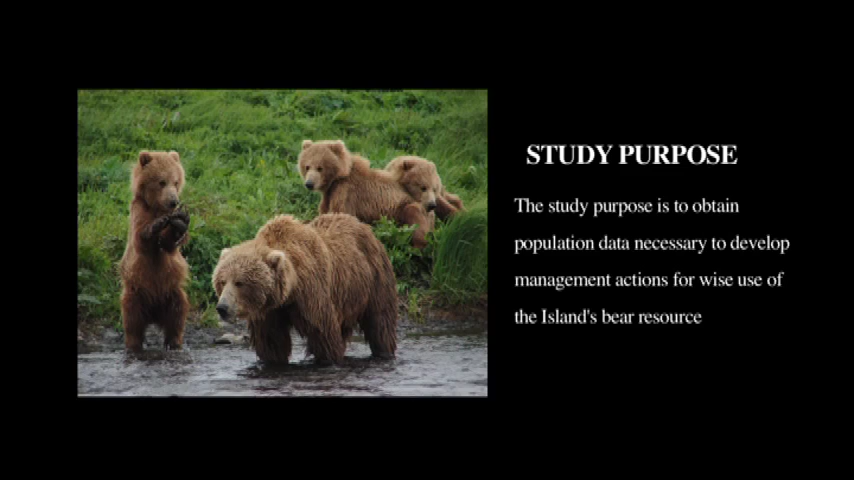 STUDY PURPOSE
The study purpose is to obtain
population data necessary to develop
management actions for wise use of
the Island's bear resource